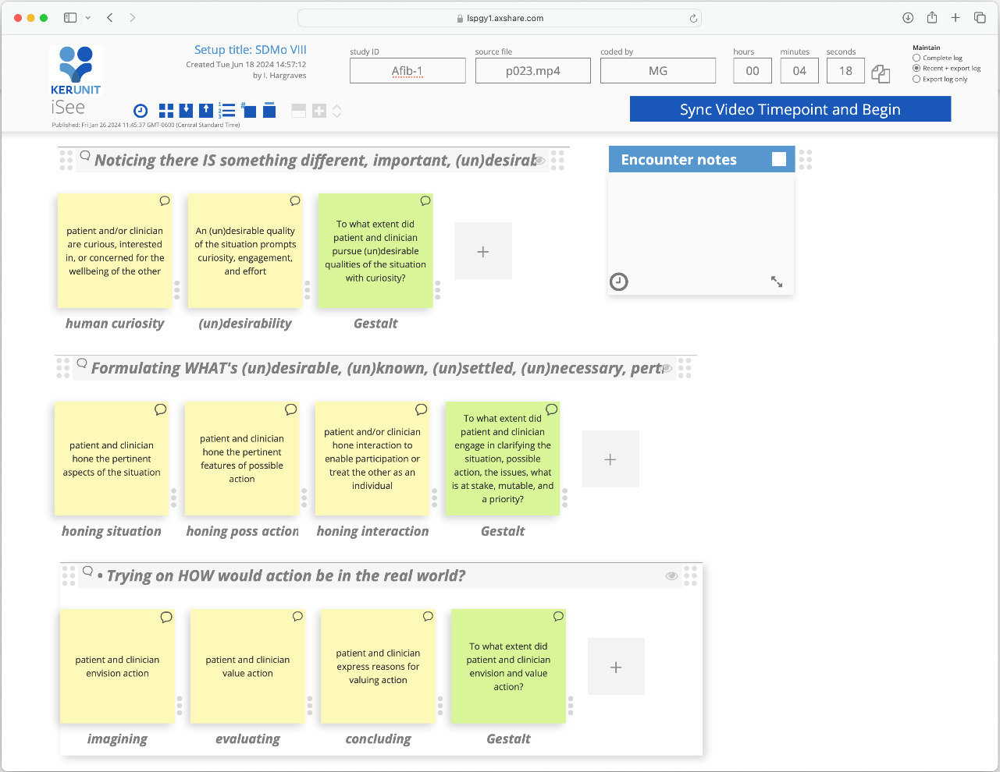 lspgy1.axshare.com
KERUNIT
iSee
Published: Fri Jan 26 2024 11:45:37 GMT-0600 (Central Standard Time)
Setup title: SDMo VIII
Created Tue Jun 18 2024 14:57:12
by I. Hargraves
study ID
Afib-1
source file
p023.mp4
coded by
MG
hours
00
minutes
04
seconds
18
Maintain
Complete log
Recent + export log
Export log only
1
2
3
#
Sync Video Timepoint and Begin
Noticing there IS something different, important, (un)desirab
patient and/or clinician
are curious, interested
in, or concerned for the
wellbeing of the other
human curiosity
An (un)desirable quality
of the situation prompts
curiosity, engagement,
and effort
(un)desirability
To what extent did
patient and clinician
pursue (un)desirable
qualities of the situation
with curiosity?
Gestalt
+
Encounter notes
Formulating WHAT's (un)desirable, (un)known, (un)settled, (un)necessary, perti
patient and clinician
hone the pertinent
aspects of the situation
honing situation
patient and clinician
hone the pertinent
features of possible
action
honing poss action
patient and/or clinician
hone interaction to
enable participation or
treat the other as an
individual
honing interaction
To what extent did
patient and clinician
engage in clarifying the
situation, possible
action, the issues, what
is at stake, mutable, and
a priority?
Gestalt
+
• Trying on HOW would action be in the real world?
patient and clinician
envision action
imagining
patient and clinician
value action
evaluating
patient and clinician
express reasons for
valuing action
concluding
To what extent did
patient and clinician
envision and value
action?
Gestalt
+